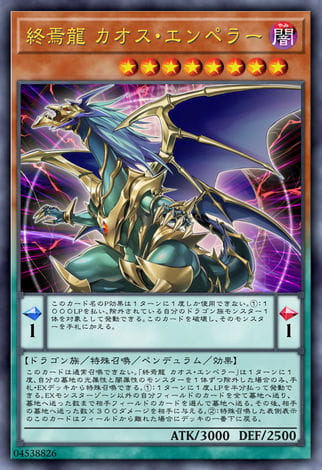 終焉龍 カオス・エンペラー
闇
やみ
このカード名のP効果は1ターンに1度しか使用できない。①:1
000LPを払い、除外されている自分のドラゴン族モンスター1
体を対象として発動できる。このカードを破壊し、そのモンスタ
ーを手札に加える。
1
1
【ドラゴン族/特殊召喚/ペンデュラム/効果】
このカードは通常召喚できない。「終焉龍 カオス・エンペラー」は1ターンに1
度、自分の墓地の光属性と闇属性のモンスターを1体ずつ除外した場合のみ、手
札・EXデッキから特殊召喚できる。①:1ターンに1度、LPを半分払って発動でき
る。EXモンスターゾーン以外の自分フィールドのカードを全て墓地へ送り、
墓地へ送った数まで相手フィールドのカードを選んで墓地へ送る。その後、相手
の墓地へ送った数×300ダメージを相手に与える。②:特殊召喚した表側表示
のこのカードはフィールドから離れた場合にデッキの一番下に戻る。
ATK/3000 DEF/2500
04538826